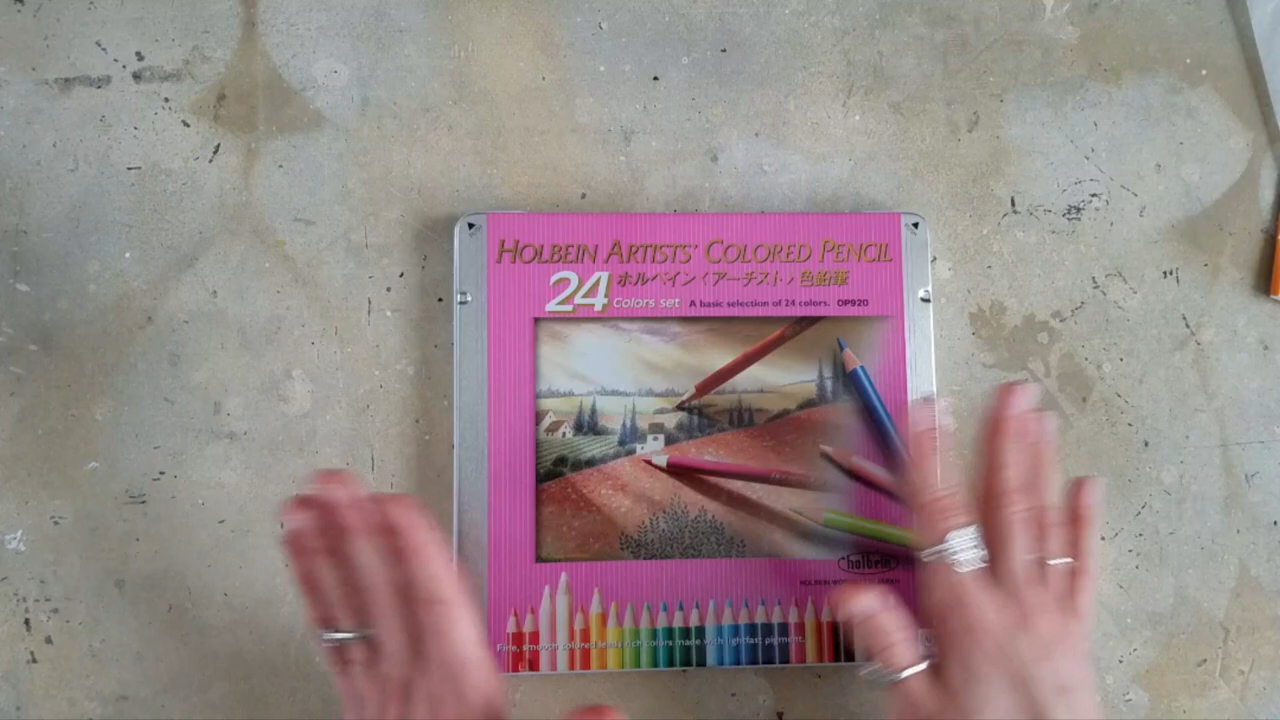 HOLBEIN ARTISTS' COLORED PENCIL
ホルベイン〈アーチスト〉色鉛筆
24 Colors set A basic selection of 24 colors. OP920
holbein
HOLBEIN
Fine, smooth colored leads rich colors made with lightfast pigment.